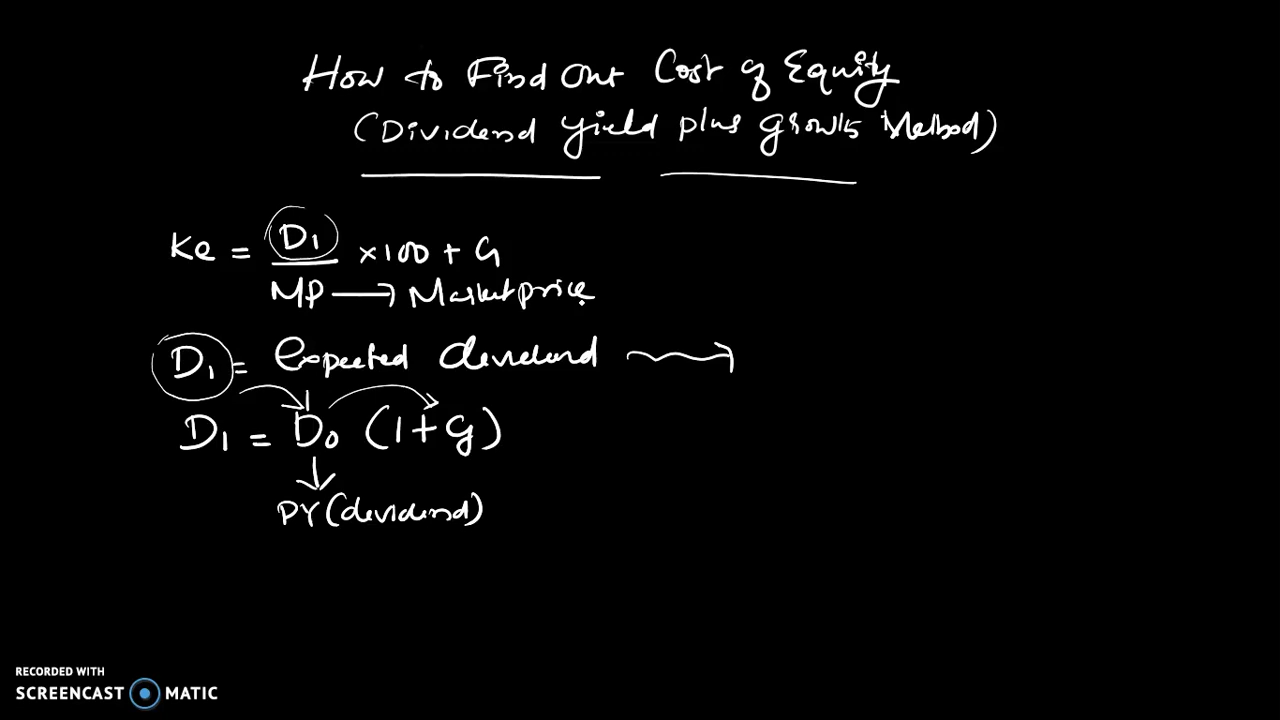 How to Find Out Cost of Equity
(Dividend yield plus Growth Method)
Ke = D1 / MP ×100 + G
MP → Market price
D1 = expected dividend →
D1 = D0 (1+g)
PY (dividend)
RECORDED WITH
SCREENCAST MATIC